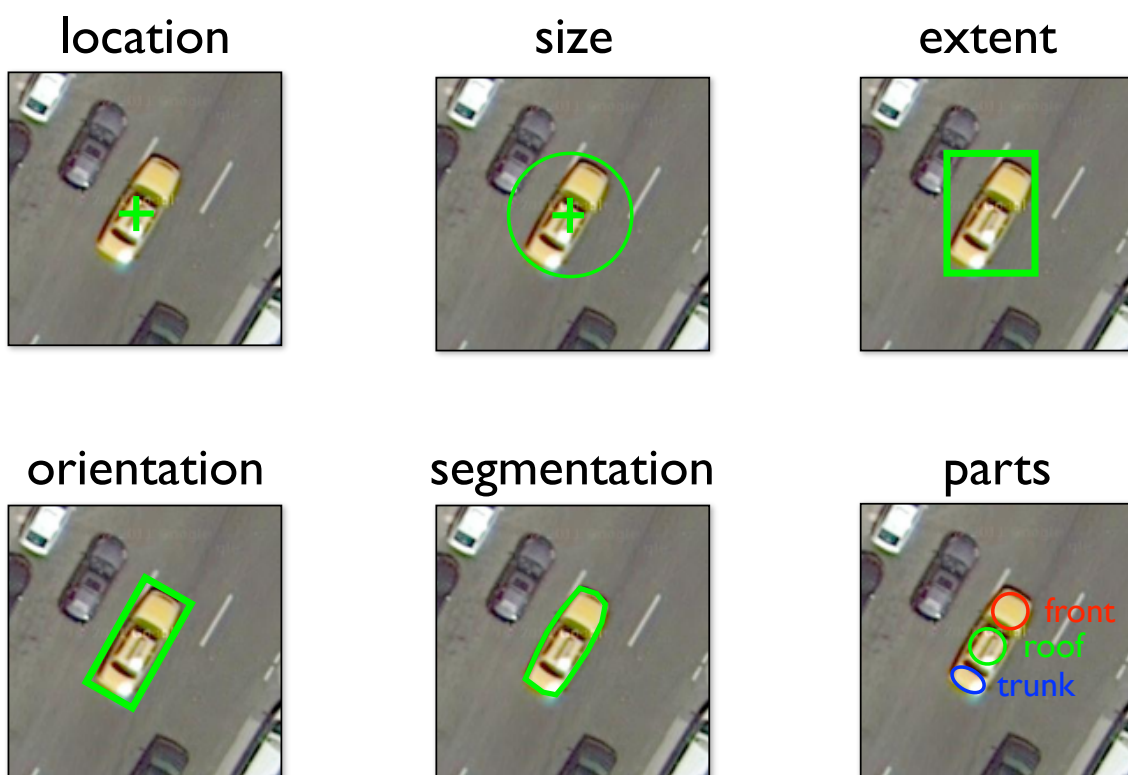 location
size
extent
orientation
segmentation
parts
front
roof
trunk